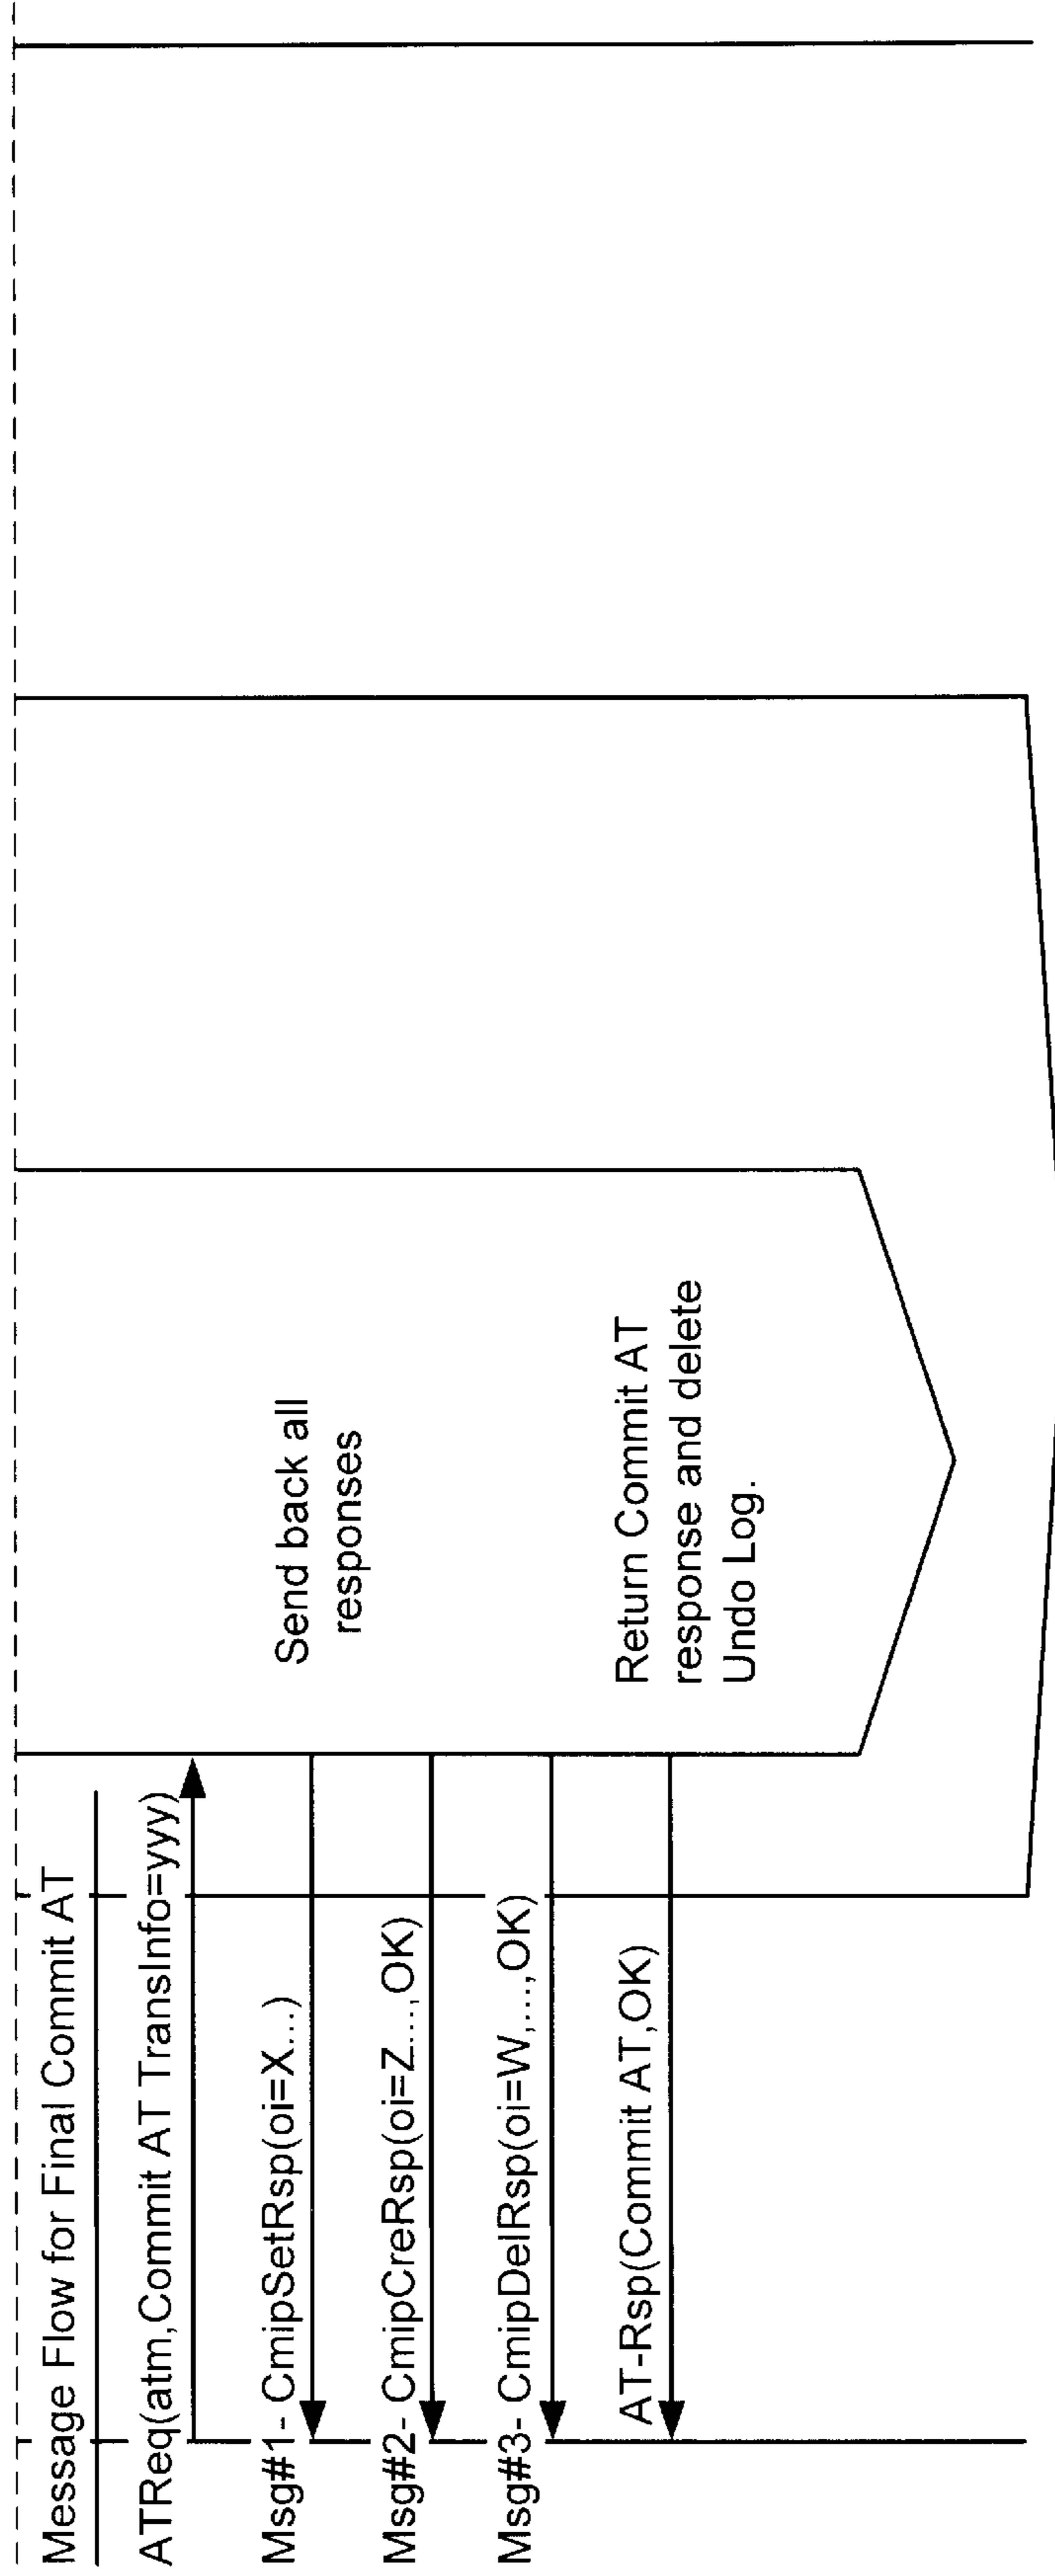 Message Flow for Final Commit AT
ATReq(atm,Commit AT TransInfo=yyy)
Msg#1- CmipSetRsp(oi=X...)
Send back all
responses
Msg#2- CmipCreRsp(oi=Z...,OK)
Msg#3- CmipDelRsp(oi=W,...,OK)
AT-Rsp(Commit AT,OK)
Return Commit AT
response and delete
Undo Log.